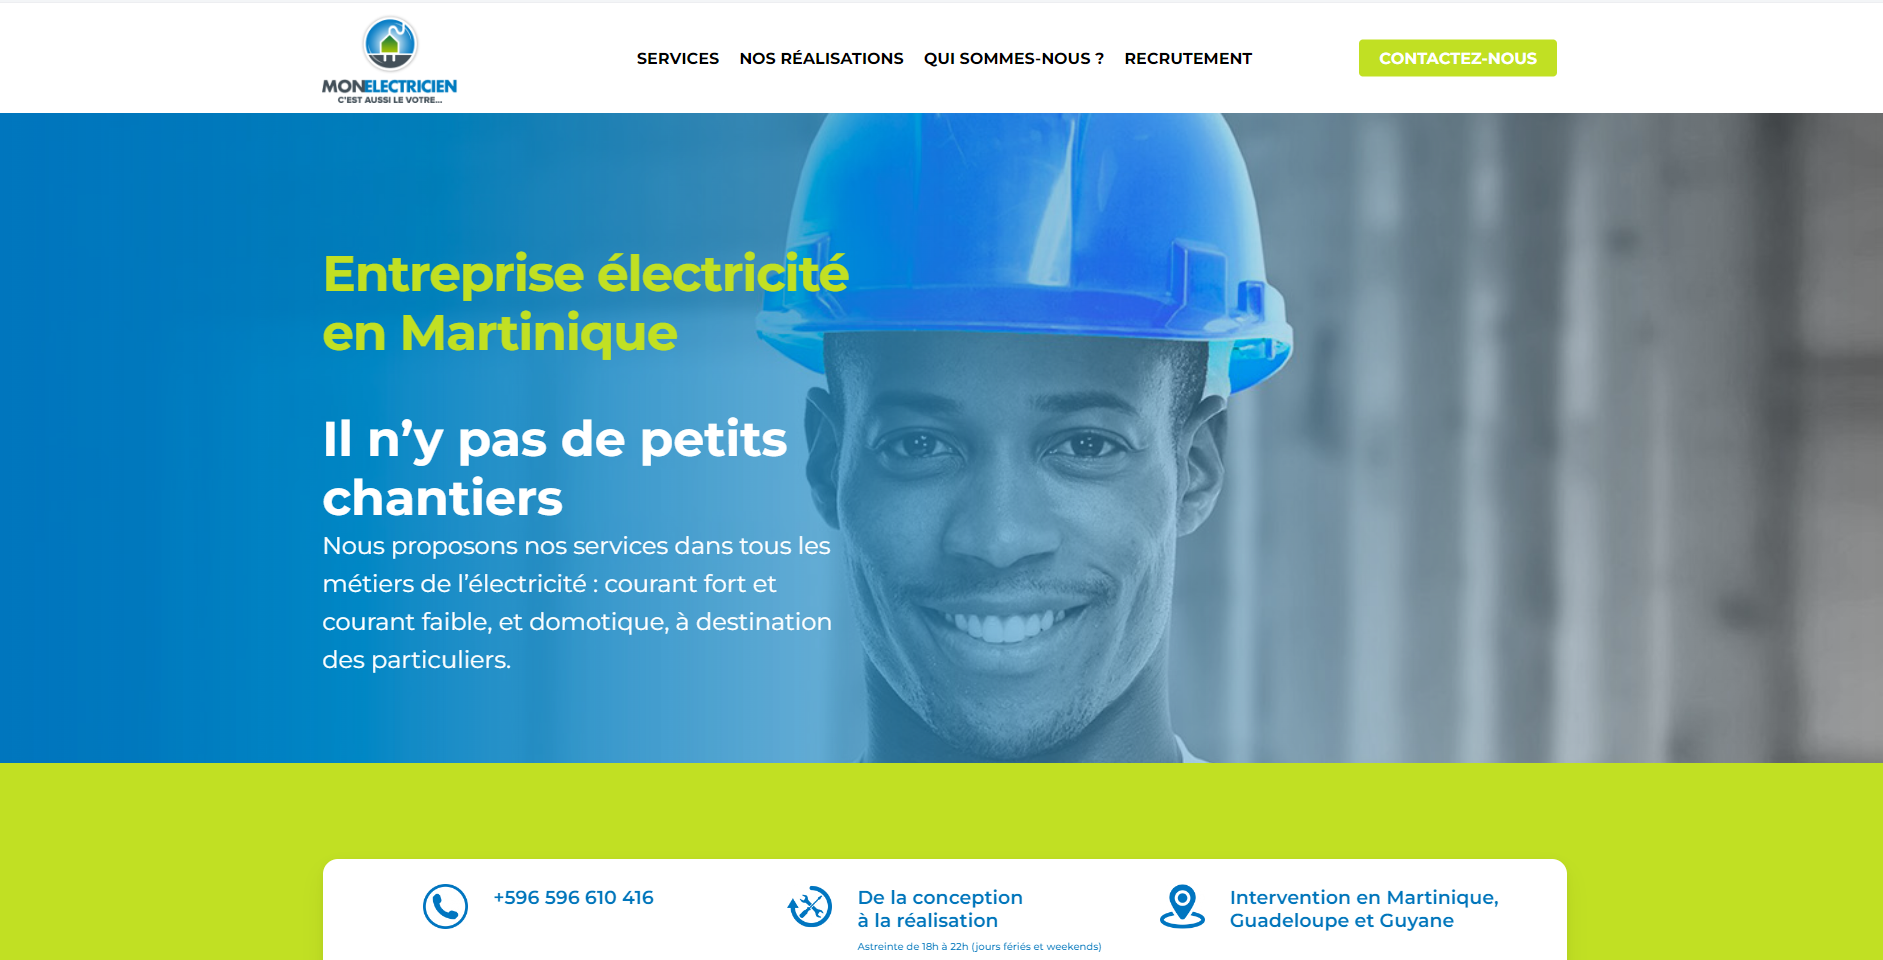 MONELECTRICIEN
C'EST AUSSI LE VOTRE...
SERVICES NOS RÉALISATIONS QUI SOMMES-NOUS ? RECRUTEMENT
CONTACTEZ-NOUS
Entreprise électricité
en Martinique
Il n’y pas de petits
chantiers
Nous proposons nos services dans tous les
métiers de l’électricité : courant fort et
courant faible, et domotique, à destination
des particuliers.
+596 596 610 416
De la conception
à la réalisation
Astreinte de 18h à 22h (jours fériés et weekends)
Intervention en Martinique,
Guadeloupe et Guyane